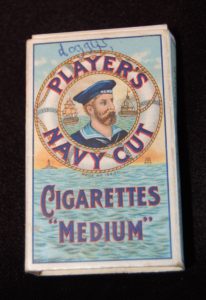 doggys,
PLAYER'S
NAVY CUT
CIGARETTES
"MEDIUM"